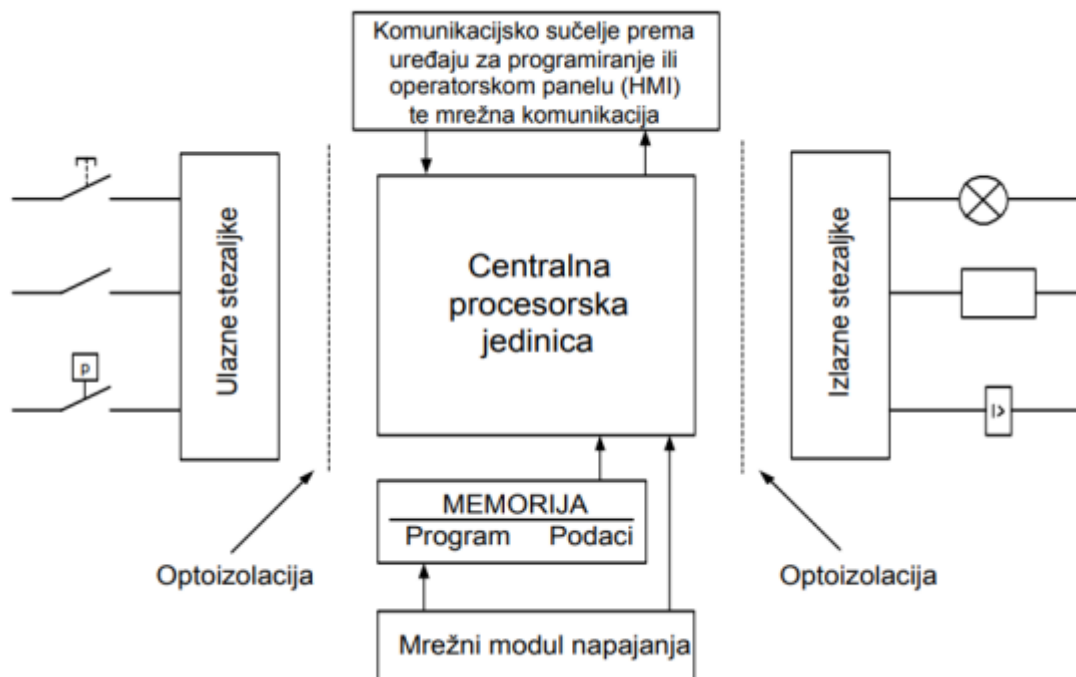 Komunikacijsko sučelje prema
uređaju za programiranje ili
operatorskom panelu (HMI)
te mrežna komunikacija
Ulazne stezaljke
Centralna
procesorska
jedinica
Izlazne stezaljke
p
|>
MEMORIJA
Program Podaci
Optoizolacija
Optoizolacija
Mrežni modul napajanja